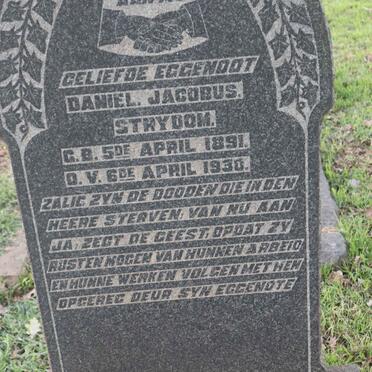 GELIEFDE EGGENOOT
DANIEL. JACOBUS.
STRYDOM.
G.B. 5DE APRIL 1891.
O.V. 6DE APRIL 1936.
ZALIG ZYN DE DOODEN DIE IN DEN
HEERE STERVEN, VAN NU AAN
JA, ZEGT DE GEEST, OPDAT ZY
RUSTEN MOGEN VAN HUNNEN ARBEID
EN HUNNE WERKEN VOLGEN MET HEN
OPGEREG DEUR SYN EGGENOTE